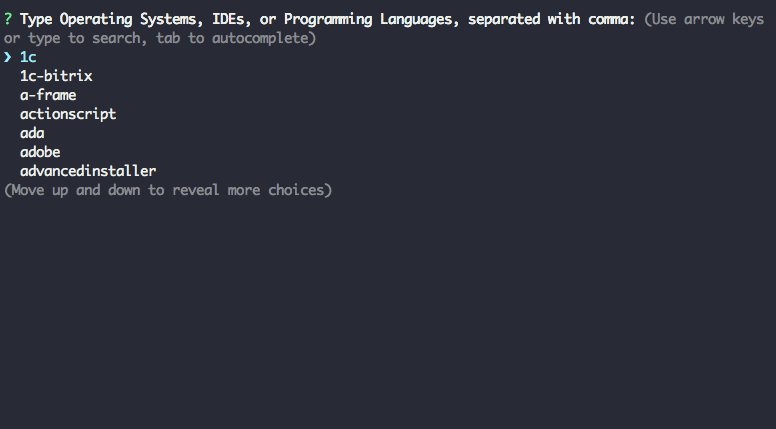 ? Type Operating Systems, IDEs, or Programming Languages, separated with comma: (Use arrow keys
or type to search, tab to autocomplete)
❯ 1c
1c-bitrix
a-frame
actionscript
ada
adobe
advancedinstaller
(Move up and down to reveal more choices)